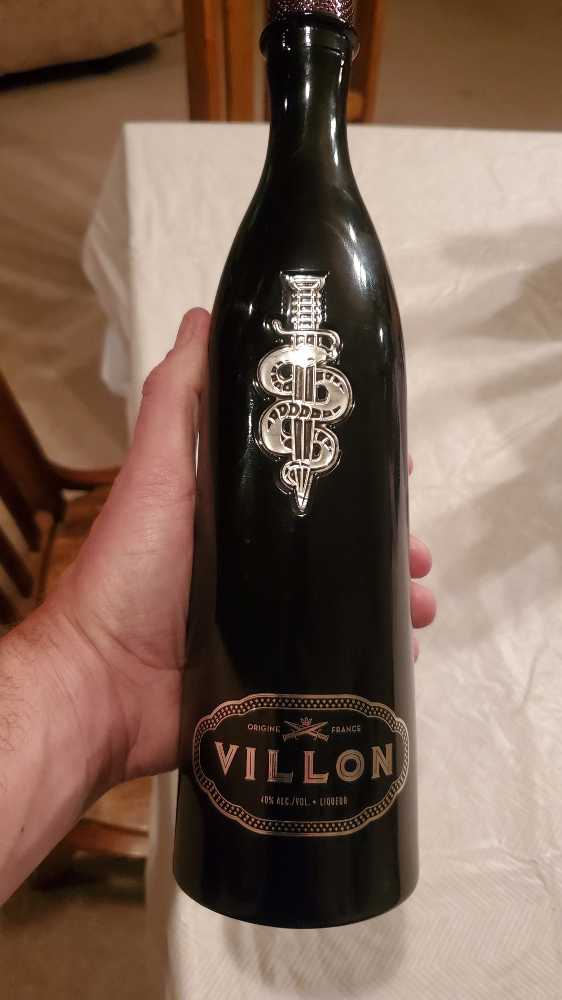 ORIGINE FRANCE
VILLON
40% ALC./VOL. • LIQUEUR